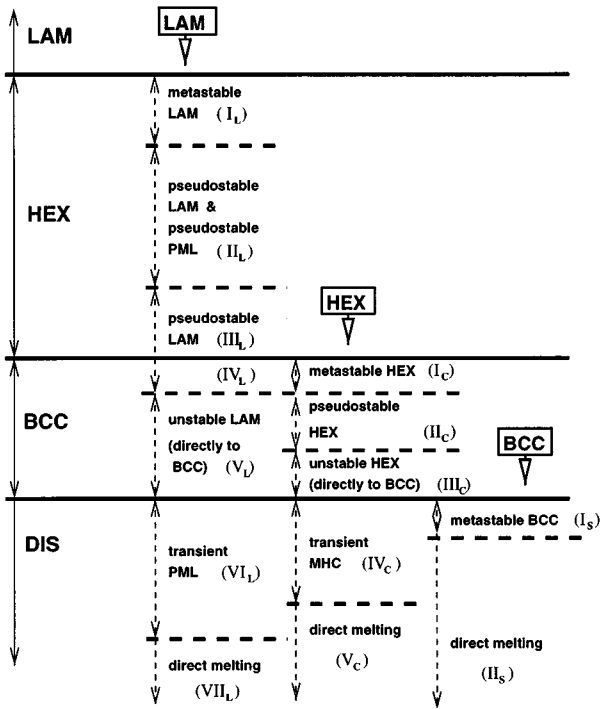 LAM
LAM
metastable
LAM (I_L)
HEX
pseudostable
LAM &
pseudostable
PML (II_L)
pseudostable
LAM (III_L)
HEX
(IV_L)
metastable HEX (I_C)
BCC
unstable LAM
(directly to
BCC) (V_L)
pseudostable
HEX (II_C)
unstable HEX
(directly to BCC) (III_C)
BCC
DIS
transient
PML (VI_L)
transient
MHC (IV_C)
metastable BCC (I_S)
direct melting
(VII_L)
direct melting
(V_C)
direct melting
(II_S)